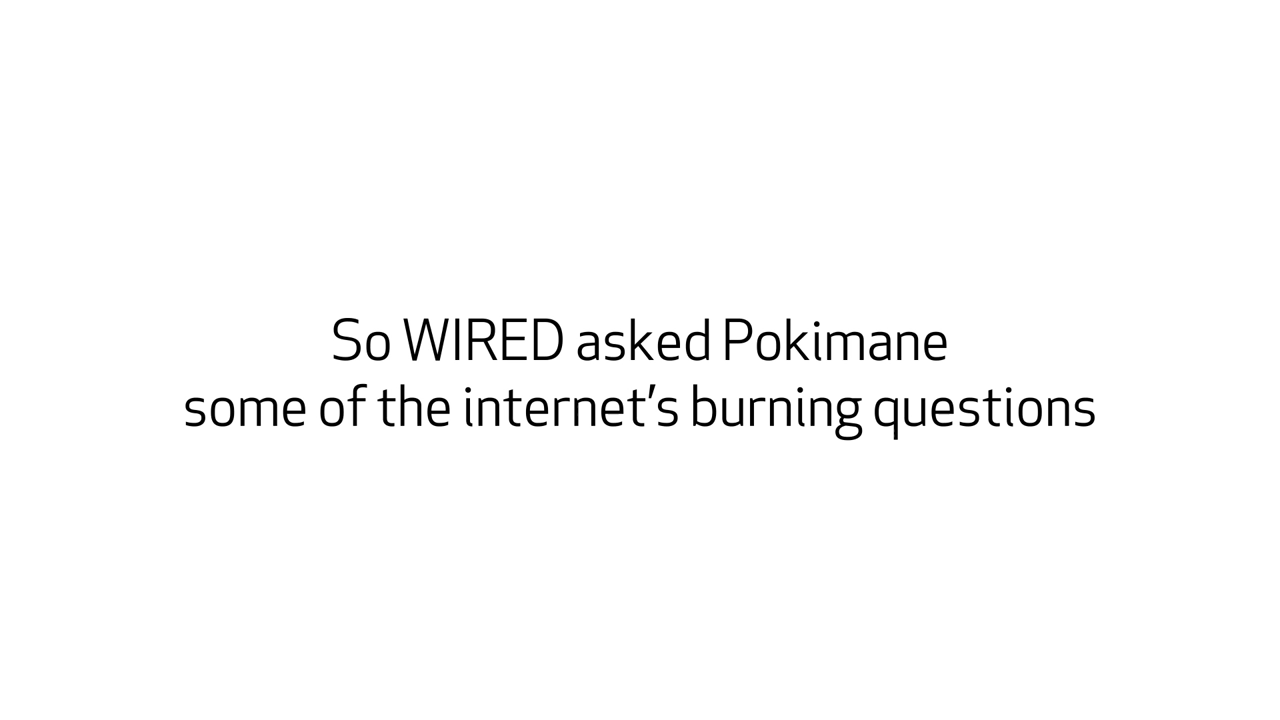 So WIRED asked Pokimane
some of the internet's burning questions